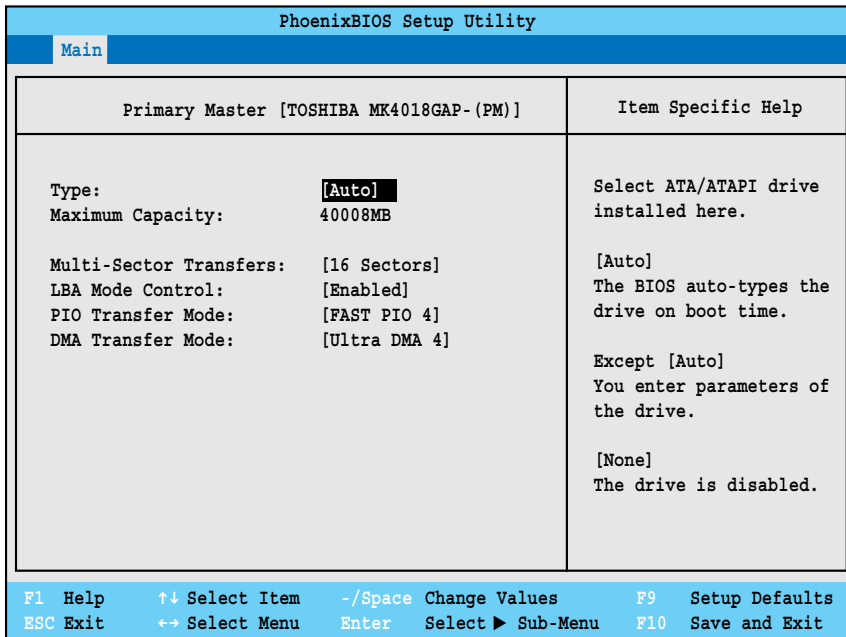 PhoenixBIOS Setup Utility
Main
Primary Master [TOSHIBA MK4018GAP-(PM)]
Type: [Auto]
Maximum Capacity: 40008MB
Multi-Sector Transfers: [16 Sectors]
LBA Mode Control: [Enabled]
PIO Transfer Mode: [FAST PIO 4]
DMA Transfer Mode: [Ultra DMA 4]
Item Specific Help
Select ATA/ATAPI drive
installed here.
[Auto]
The BIOS auto-types the
drive on boot time.
Except [Auto]
You enter parameters of
the drive.
[None]
The drive is disabled.
F1 Help ↑↓ Select Item -/Space Change Values F9 Setup Defaults
ESC Exit ←→ Select Menu Enter Select ▶ Sub-Menu F10 Save and Exit